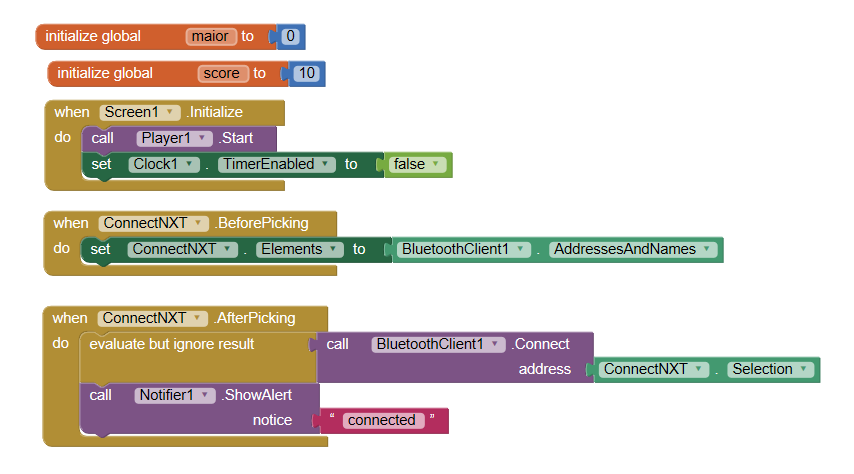 initialize global maior to 0
initialize global score to 10
when Screen1 .Initialize
do call Player1 .Start
set Clock1 . TimerEnabled to false
when ConnectNXT .BeforePicking
do set ConnectNXT . Elements to BluetoothClient1 . AddressesAndNames
when ConnectNXT .AfterPicking
do evaluate but ignore result call BluetoothClient1 .Connect
address ConnectNXT . Selection
call Notifier1 .ShowAlert
notice “ connected ”